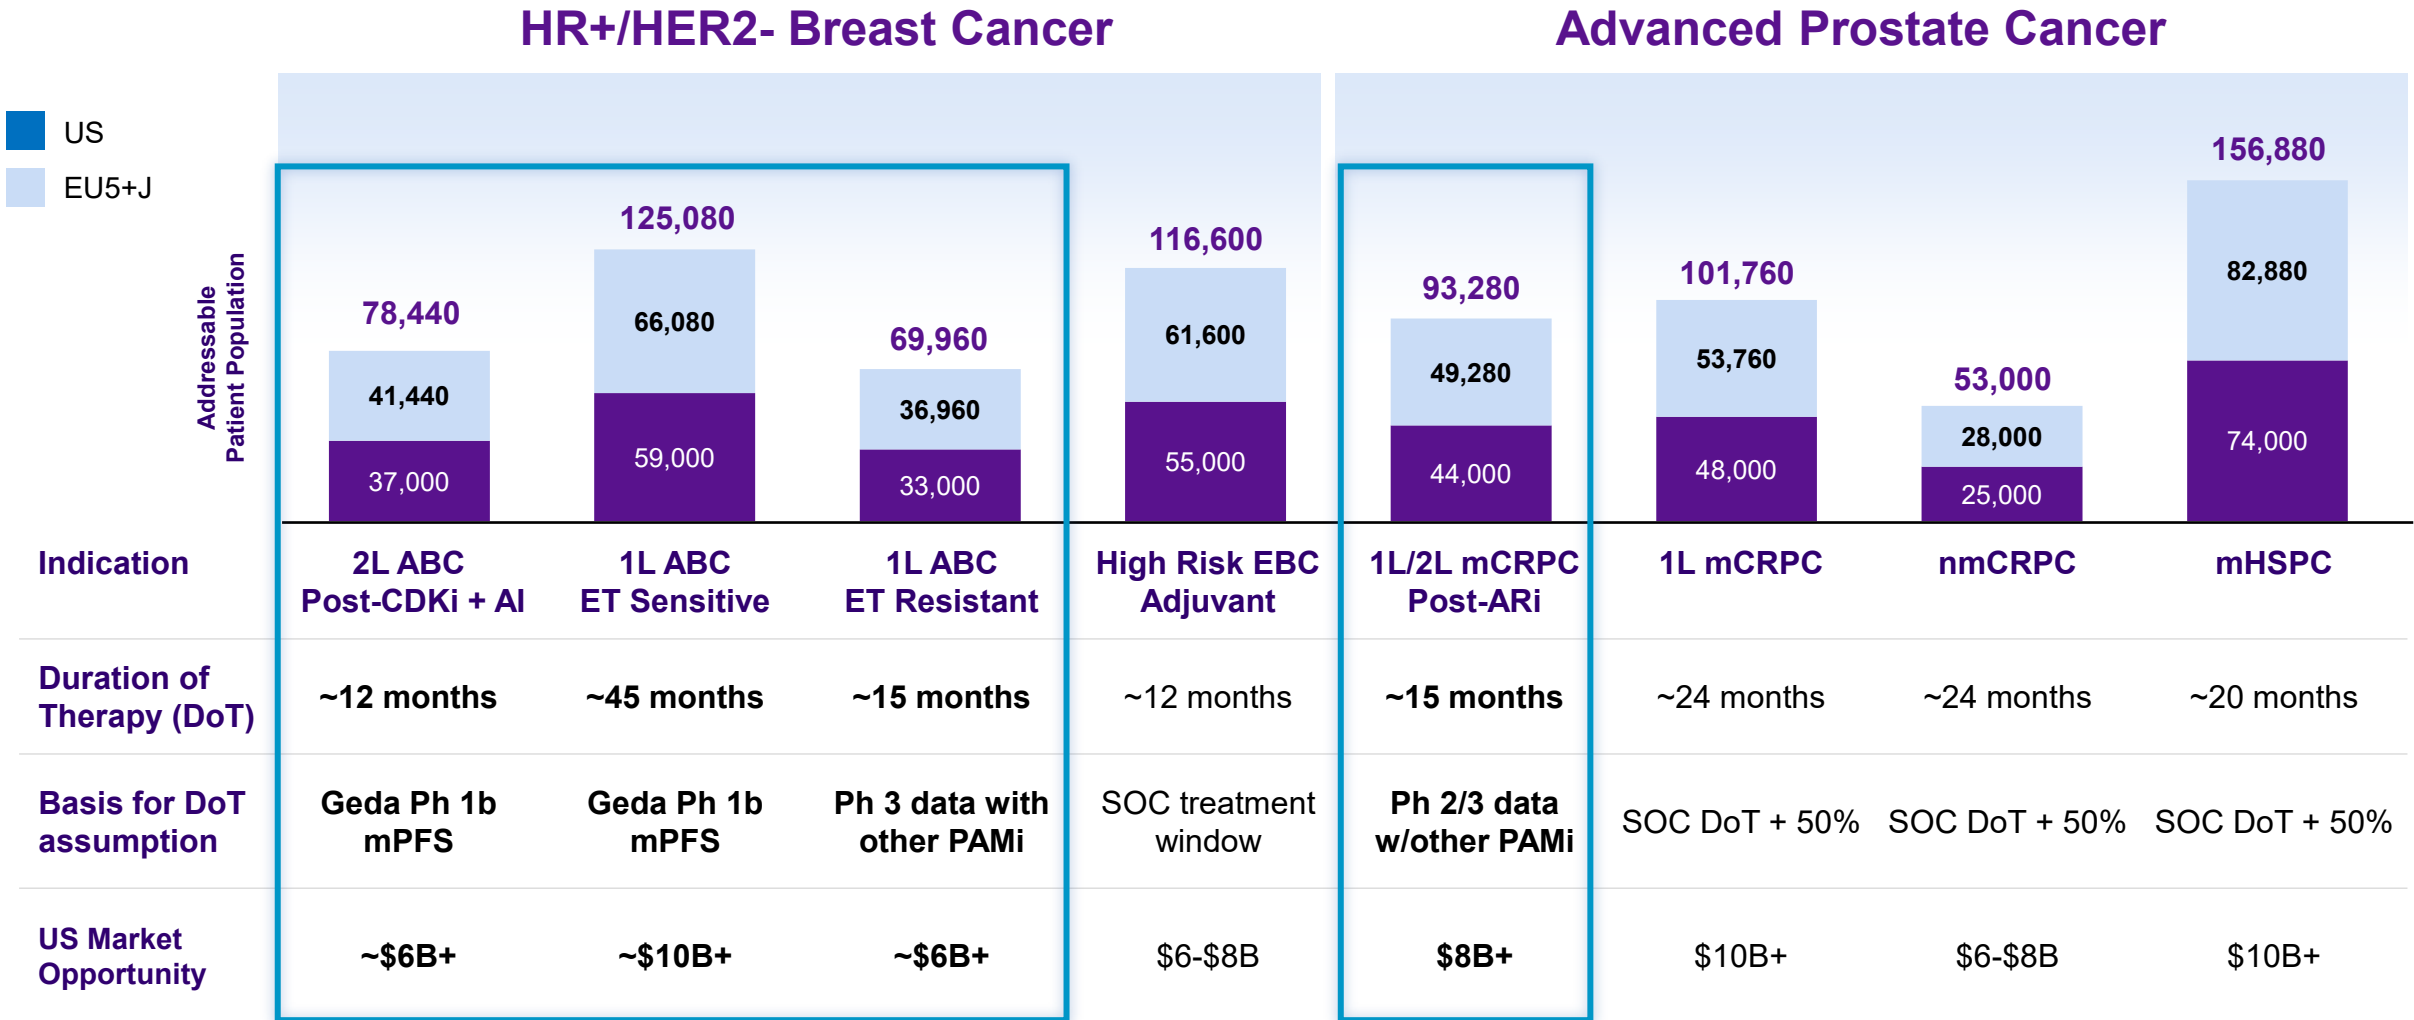 HR+/HER2- Breast Cancer
Advanced Prostate Cancer
US
EU5+J
Addressable
Patient Population
78,440
41,440
37,000
125,080
66,080
59,000
69,960
36,960
33,000
116,600
61,600
55,000
93,280
49,280
44,000
101,760
53,760
48,000
53,000
28,000
25,000
156,880
82,880
74,000
Indication
2L ABC
Post-CDKi + AI
1L ABC
ET Sensitive
1L ABC
ET Resistant
High Risk EBC
Adjuvant
1L/2L mCRPC
Post-ARi
1L mCRPC
nmCRPC
mHSPC
Duration of
Therapy (DoT)
~12 months
~45 months
~15 months
~12 months
~15 months
~24 months
~24 months
~20 months
Basis for DoT
assumption
Geda Ph 1b
mPFS
Geda Ph 1b
mPFS
Ph 3 data with
other PAMi
SOC treatment
window
Ph 2/3 data
w/other PAMi
SOC DoT + 50%
SOC DoT + 50%
SOC DoT + 50%
US Market
Opportunity
~$6B+
~$10B+
~$6B+
$6-$8B
$8B+
$10B+
$6-$8B
$10B+